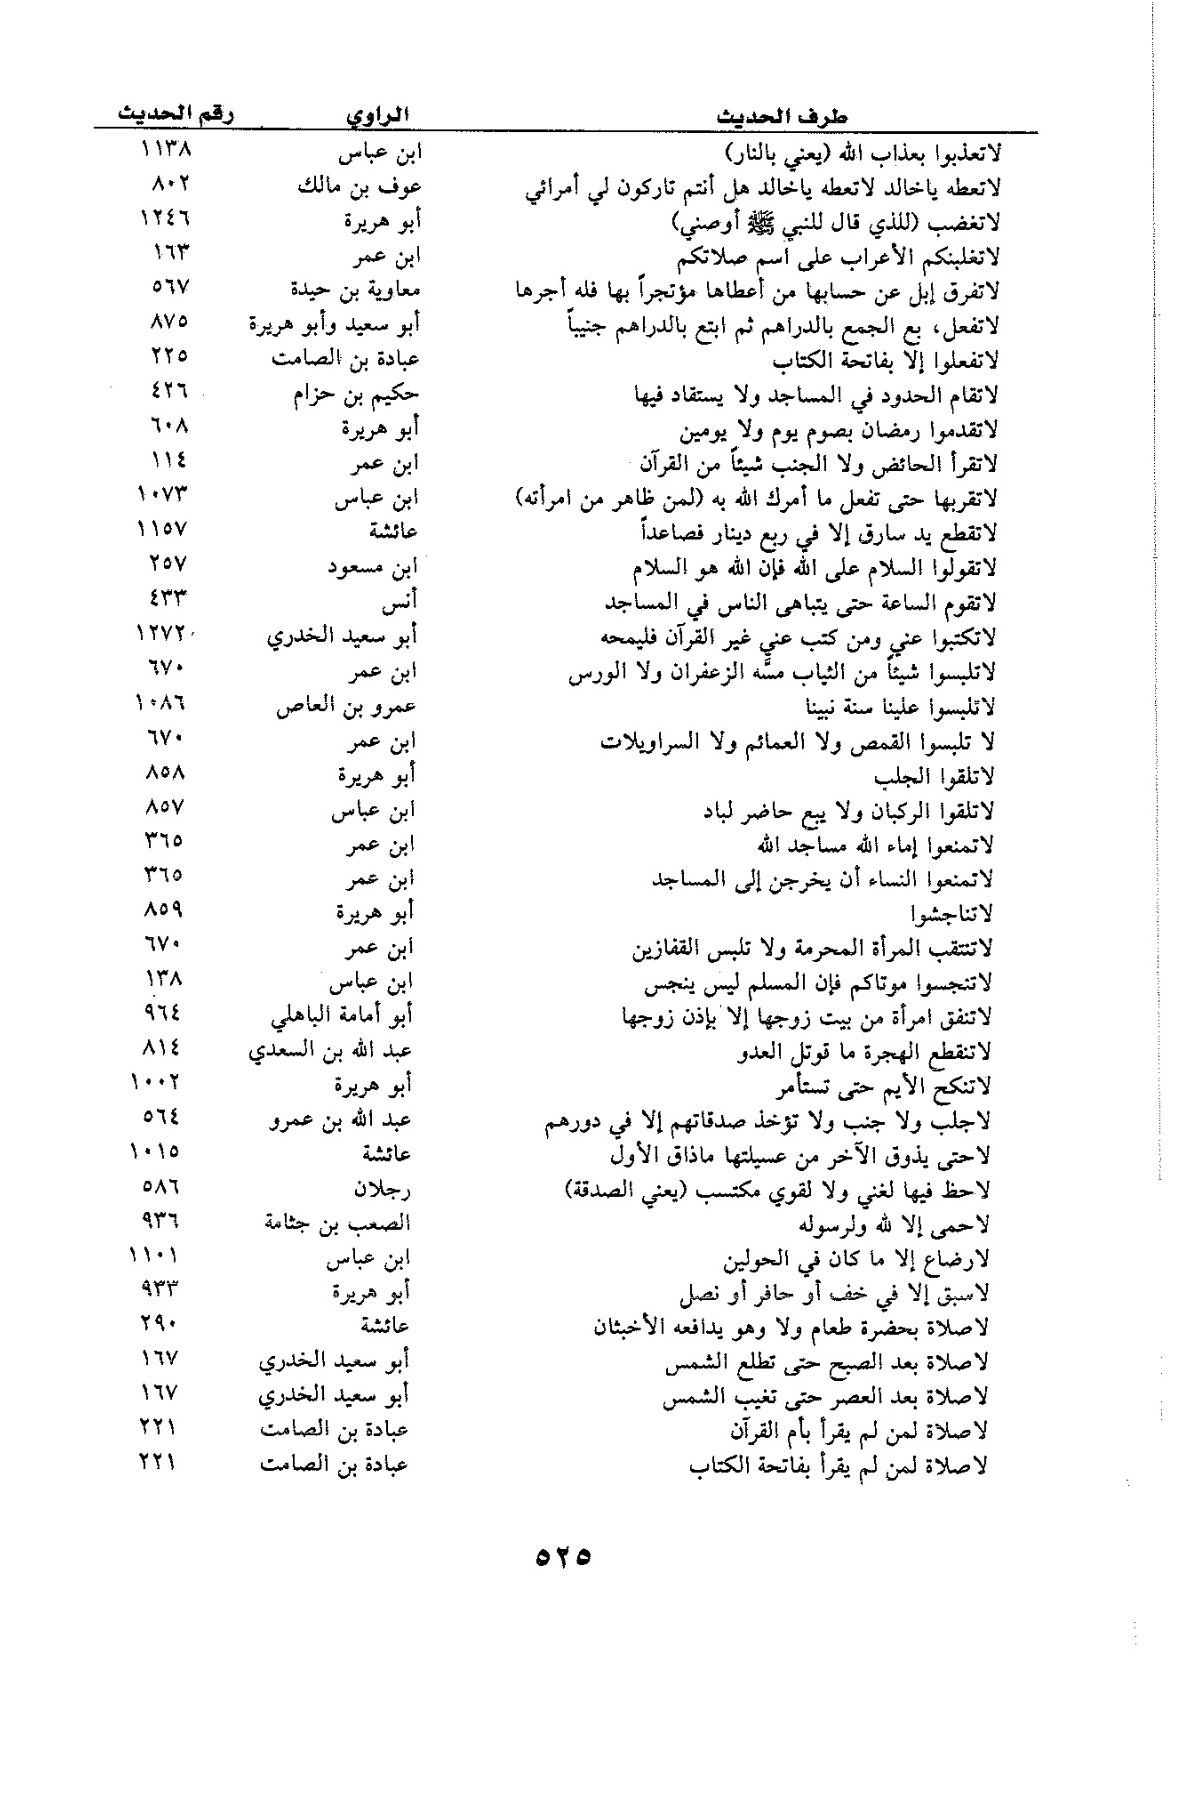 طرف الحديث الراوي رقم الحديث
لاتعذبوا بعذاب الله (يعني بالنار) ابن عباس ١١٣٨
لاتعطه ياخالد لاتعطه ياخالد هل أنتم تاركون لي أمرائي عوف بن مالك ٨٠٢
لاتغضب (للذي قال للنبي ﷺ أوصني) أبو هريرة ١٢٤٦
لاتغلبنكم الأعراب على اسم صلاتكم ابن عمر ١٦٣
لاتفرق إبل عن حسابها من أعطاها مؤتجراً بها فله أجرها معاوية بن حيدة ٥٦٧
لاتفعل، بع الجمع بالدراهم ثم ابتع بالدراهم جنيباً أبو سعيد وأبو هريرة ٨٧٥
لاتفعلوا إلا بفاتحة الكتاب عبادة بن الصامت ٢٢٥
لاتقام الحدود في المساجد ولا يستقاد فيها حكيم بن حزام ٤٢٦
لاتقدموا رمضان بصوم يوم ولا يومين أبو هريرة ٦٠٨
لاتقرأ الحائض ولا الجنب شيئاً من القرآن ابن عمر ١١٤
لاتقربها حتى تفعل ما أمرك الله به (لمن ظاهر من امرأته) ابن عباس ١٠٧٣
لاتقطع يد سارق إلا في ربع دينار فصاعداً عائشة ١١٥٧
لاتقولوا السلام على الله فإن الله هو السلام ابن مسعود ٢٥٧
لاتقوم الساعة حتى يتباهى الناس في المساجد أنس ٤٣٣
لاتكتبوا عني ومن كتب عني غير القرآن فليمحه أبو سعيد الخدري ١٢٧٢
لاتلبسوا شيئاً من الثياب مسَّه الزعفران ولا الورس ابن عمر ٦٧٠
لاتلبسوا علينا سنة نبينا عمرو بن العاص ١٠٨٦
لا تلبسوا القمص ولا العمائم ولا السراويلات ابن عمر ٦٧٠
لاتلقوا الجلب أبو هريرة ٨٥٨
لاتلقوا الركبان ولا يبع حاضر لباد ابن عباس ٨٥٧
لاتمنعوا إماء الله مساجد الله ابن عمر ٣٦٥
لاتمنعوا النساء أن يخرجن إلى المساجد ابن عمر ٣٦٥
لاتناجشوا أبو هريرة ٨٥٩
لاتنتقب المرأة المحرمة ولا تلبس القفازين ابن عمر ٦٧٠
لاتنجسوا موتاكم فإن المسلم ليس ينجس ابن عباس ١٣٨
لاتنفق امرأة من بيت زوجها إلا بإذن زوجها أبو أمامة الباهلي ٩٦٤
لاتنقطع الهجرة ما قوتل العدو عبد الله بن السعدي ٨١٤
لاتنكح الأيم حتى تستأمر أبو هريرة ١٠٠٢
لاجلب ولا جنب ولا تؤخذ صدقاتهم إلا في دورهم عبد الله بن عمرو ٥٦٤
لاحتى يذوق الآخر من عسيلتها ماذاق الأول عائشة ١٠١٥
لاحظ فيها لغني ولا لقوي مكتسب (يعني الصدقة) رجلان ٥٨٦
لاحمى إلا لله ولرسوله الصعب بن جثامة ٩٣٦
لارضاع إلا ما كان في الحولين ابن عباس ١١٠١
لاسبق إلا في خف أو حافر أو نصل أبو هريرة ٩٣٣
لاصلاة بحضرة طعام ولا وهو يدافعه الأخبثان عائشة ٢٩٠
لاصلاة بعد الصبح حتى تطلع الشمس أبو سعيد الخدري ١٦٧
لاصلاة بعد العصر حتى تغيب الشمس أبو سعيد الخدري ١٦٧
لاصلاة لمن لم يقرأ بأم القرآن عبادة بن الصامت ٢٢١
لاصلاة لمن لم يقرأ بفاتحة الكتاب عبادة بن الصامت ٢٢١
٥٢٥